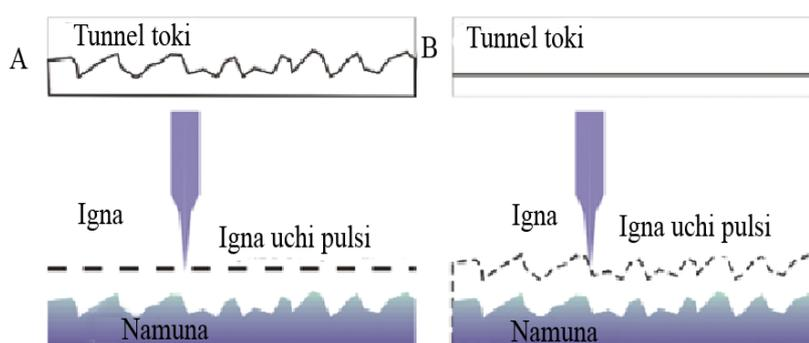 A
Tunnel toki
B
Tunnel toki
Igna
Igna uchi pulsi
Namuna
Igna
Igna uchi pulsi
Namuna